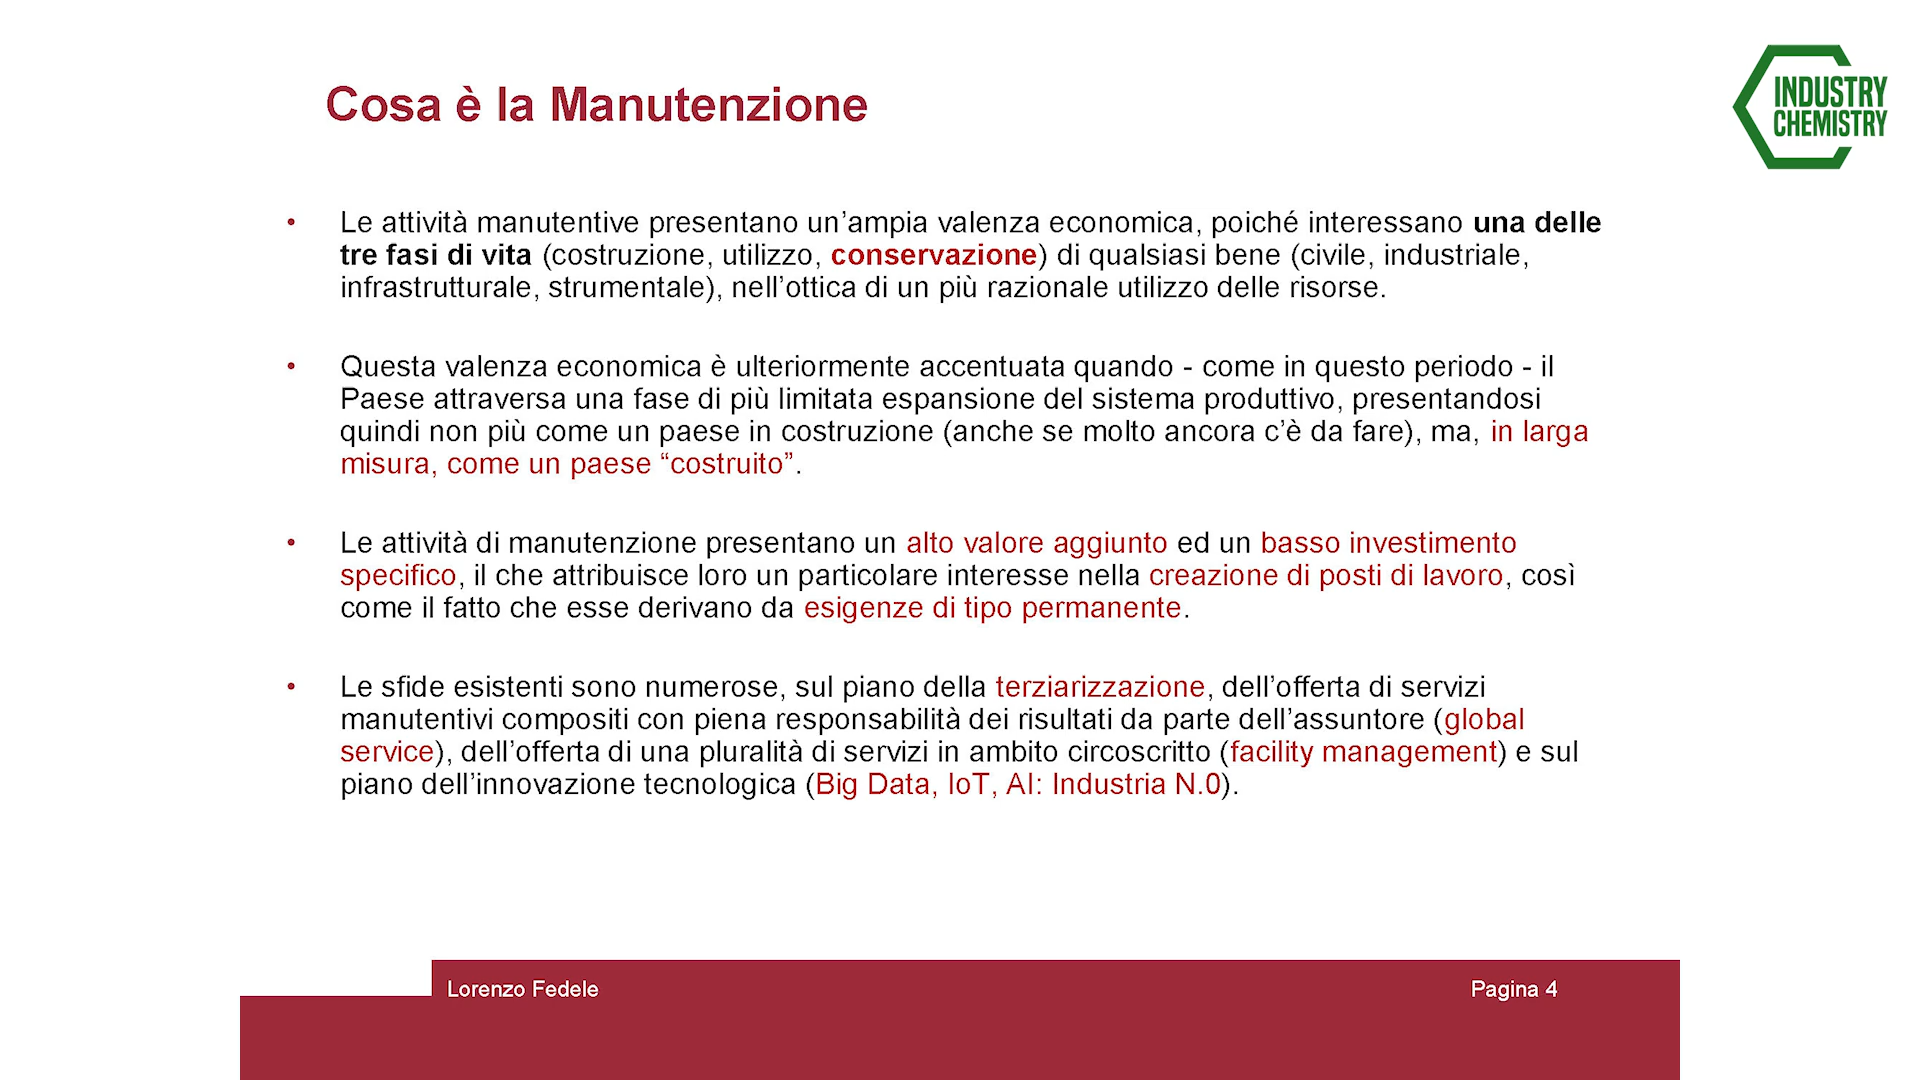 Cosa è la Manutenzione
INDUSTRY
CHEMISTRY
• Le attività manutentive presentano un’ampia valenza economica, poiché interessano una delle
tre fasi di vita (costruzione, utilizzo, conservazione) di qualsiasi bene (civile, industriale,
infrastrutturale, strumentale), nell’ottica di un più razionale utilizzo delle risorse.
• Questa valenza economica è ulteriormente accentuata quando - come in questo periodo - il
Paese attraversa una fase di più limitata espansione del sistema produttivo, presentandosi
quindi non più come un paese in costruzione (anche se molto ancora c’è da fare), ma, in larga
misura, come un paese “costruito”.
• Le attività di manutenzione presentano un alto valore aggiunto ed un basso investimento
specifico, il che attribuisce loro un particolare interesse nella creazione di posti di lavoro, così
come il fatto che esse derivano da esigenze di tipo permanente.
• Le sfide esistenti sono numerose, sul piano della terziarizzazione, dell’offerta di servizi
manutentivi compositi con piena responsabilità dei risultati da parte dell’assuntore (global
service), dell’offerta di una pluralità di servizi in ambito circoscritto (facility management) e sul
piano dell’innovazione tecnologica (Big Data, IoT, AI: Industria N.0).
Lorenzo Fedele
Pagina 4